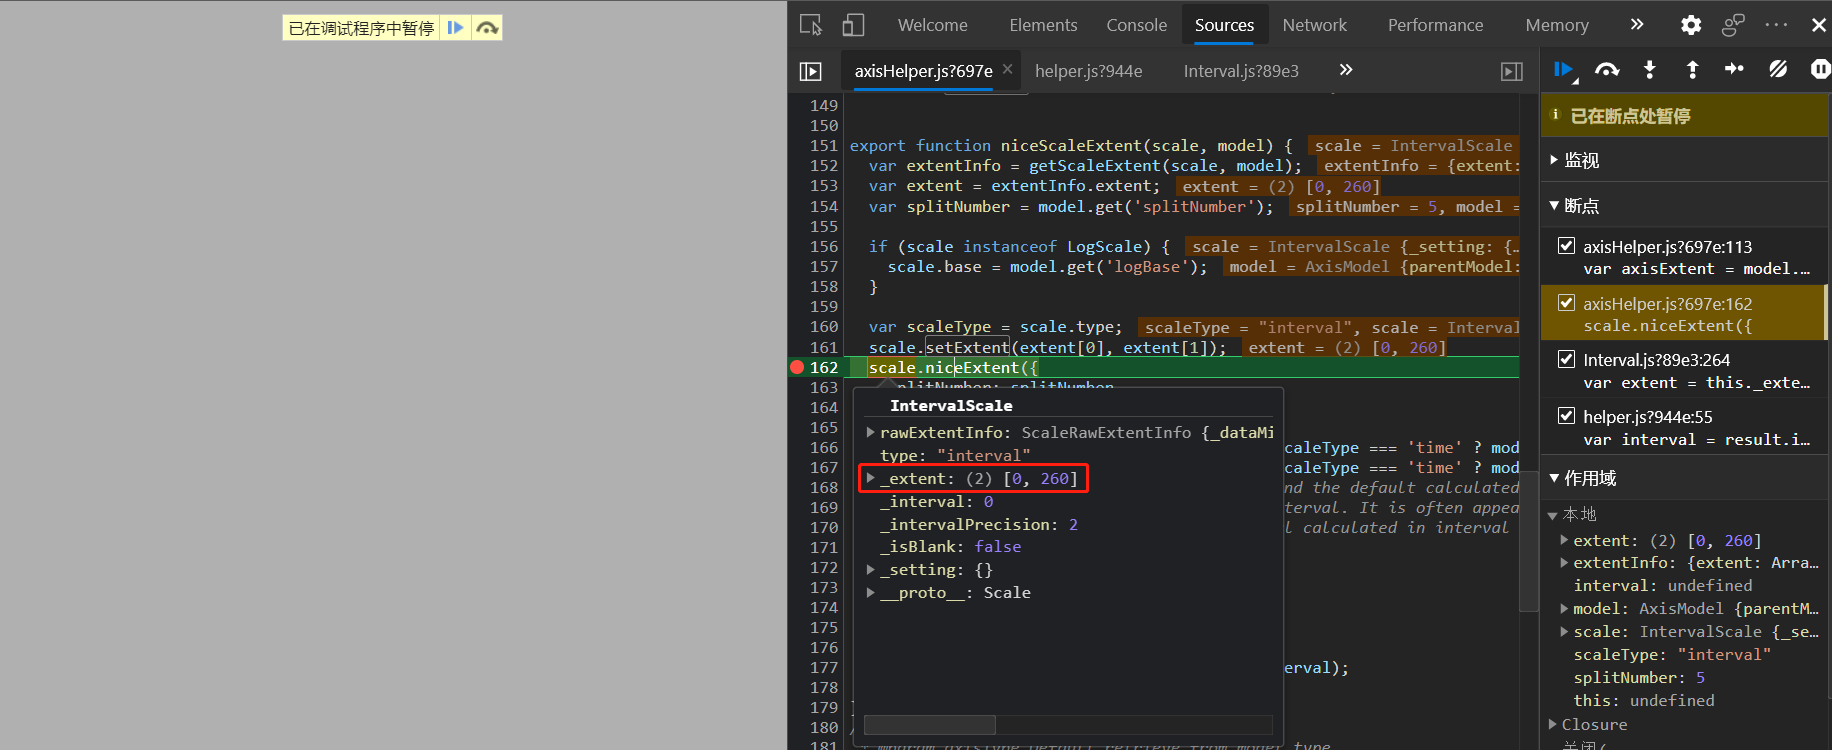 已在调试程序中暂停
Welcome Elements Console Sources Network Performance Memory
axisHelper.js?697e × helper.js?944e Interval.js?89e3
149
150
151 export function niceScaleExtent(scale, model) { scale = IntervalScale
152 var extentInfo = getScaleExtent(scale, model); extentInfo = {extent:
153 var extent = extentInfo.extent; extent = (2) [0, 260]
154 var splitNumber = model.get('splitNumber'); splitNumber = 5, model =
155
156 if (scale instanceof LogScale) { scale = IntervalScale {_setting: {…
157 scale.base = model.get('logBase'); model = AxisModel {parentModel:
158 }
159
160 var scaleType = scale.type; scaleType = "interval", scale = Interval
161 scale.setExtent(extent[0], extent[1]); extent = (2) [0, 260]
162 scale.niceExtent({
163 splitNumber: splitNumber
164
165
166 caleType === 'time' ? mod
167 caleType === 'time' ? mod
168 nd the default calculated
169 terval. It is often appea
170 l calculated in interval
171
172
173
174
175
176
177 erval);
178
179 }
180 /
181
IntervalScale
rawExtentInfo: ScaleRawExtentInfo {_dataMi
type: "interval"
_extent: (2) [0, 260]
_interval: 0
_intervalPrecision: 2
_isBlank: false
_setting: {}
__proto__: Scale
已在断点处暂停
监视
断点
axisHelper.js?697e:113
var axisExtent = model.…
axisHelper.js?697e:162
scale.niceExtent({
Interval.js?89e3:264
var extent = this._exte…
helper.js?944e:55
var interval = result.i…
作用域
本地
extent: (2) [0, 260]
extentInfo: {extent: Arra…
interval: undefined
model: AxisModel {parentM…
scale: IntervalScale {_se…
scaleType: "interval"
splitNumber: 5
this: undefined
Closure